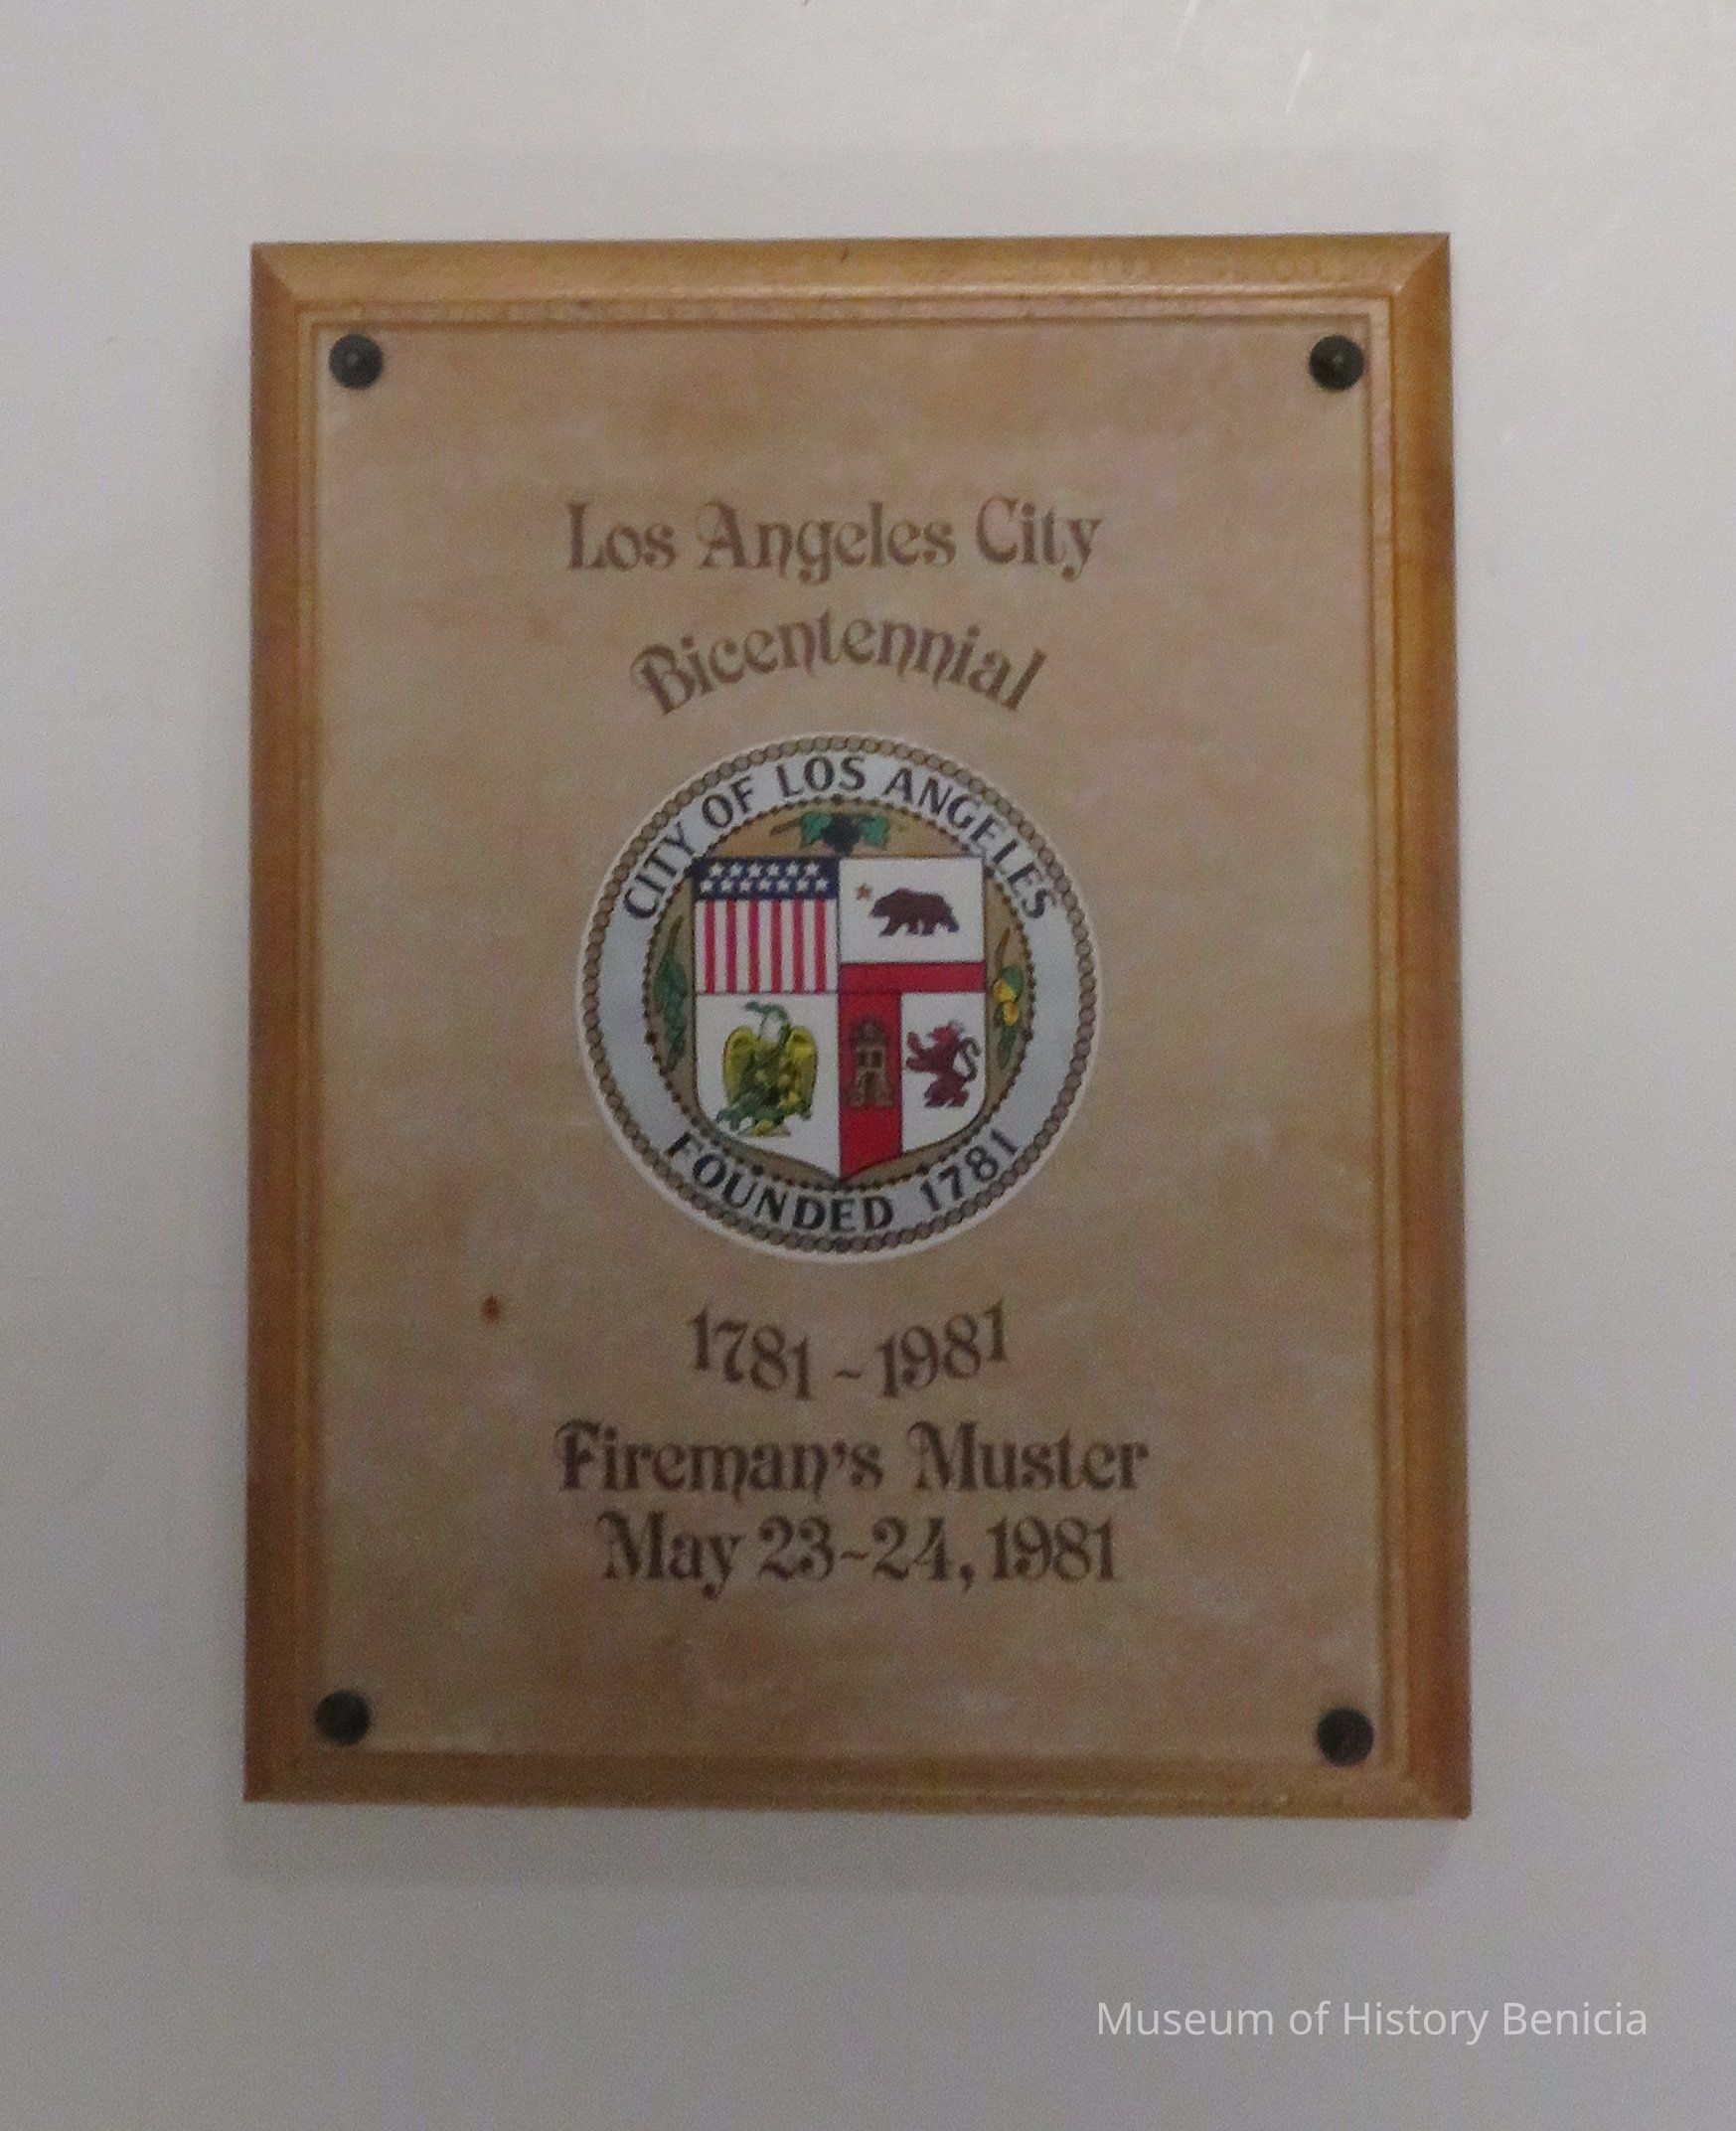 Los Angeles City
Bicentennial
CITY OF LOS ANGELES
FOUNDED 1781
1781 ~ 1981
Fireman's Muster
May 23~24, 1981
Museum of History Benicia